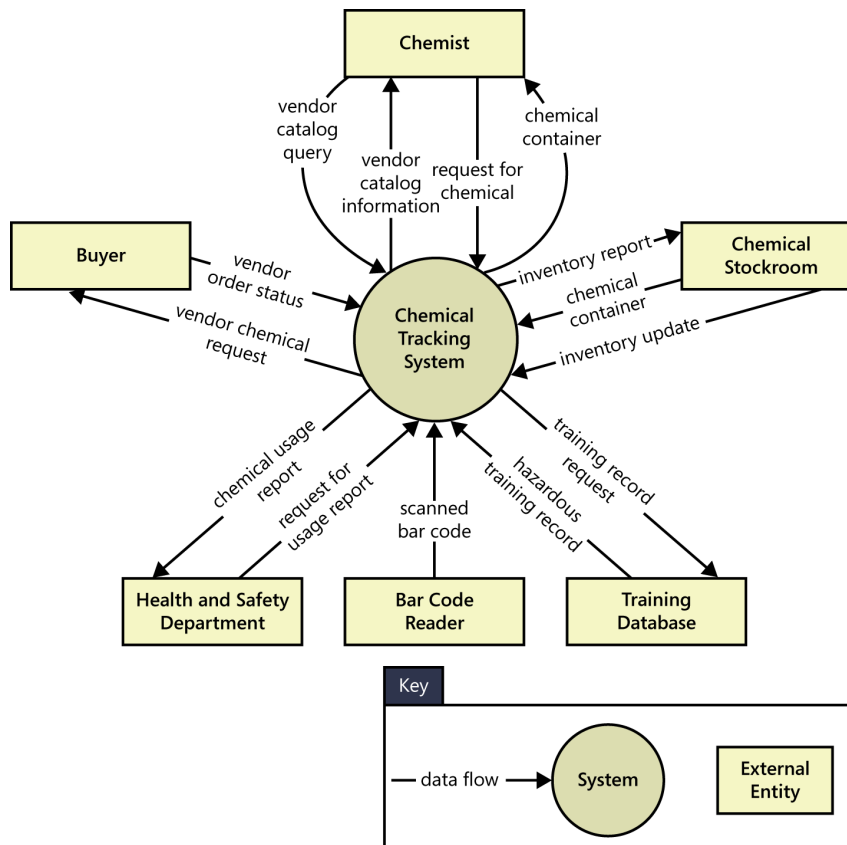 Chemist
vendor
catalog
query
vendor
catalog
information
request for
chemical
chemical
container
Buyer
vendor
order status
vendor chemical
request
Chemical
Tracking
System
inventory report
Chemical
Stockroom
chemical
container
inventory update
chemical usage
report
request for
usage report
scanned
bar code
hazardous
training record
training record
request
Health and Safety
Department
Bar Code
Reader
Training
Database
Key
data flow
System
External
Entity